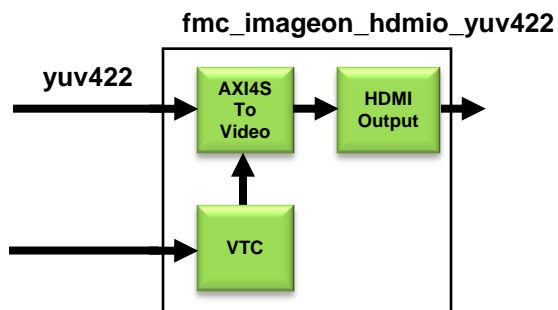 fmc_imageon_hdmio_yuv422
yuv422
AXI4S
To
Video
HDMI
Output
VTC